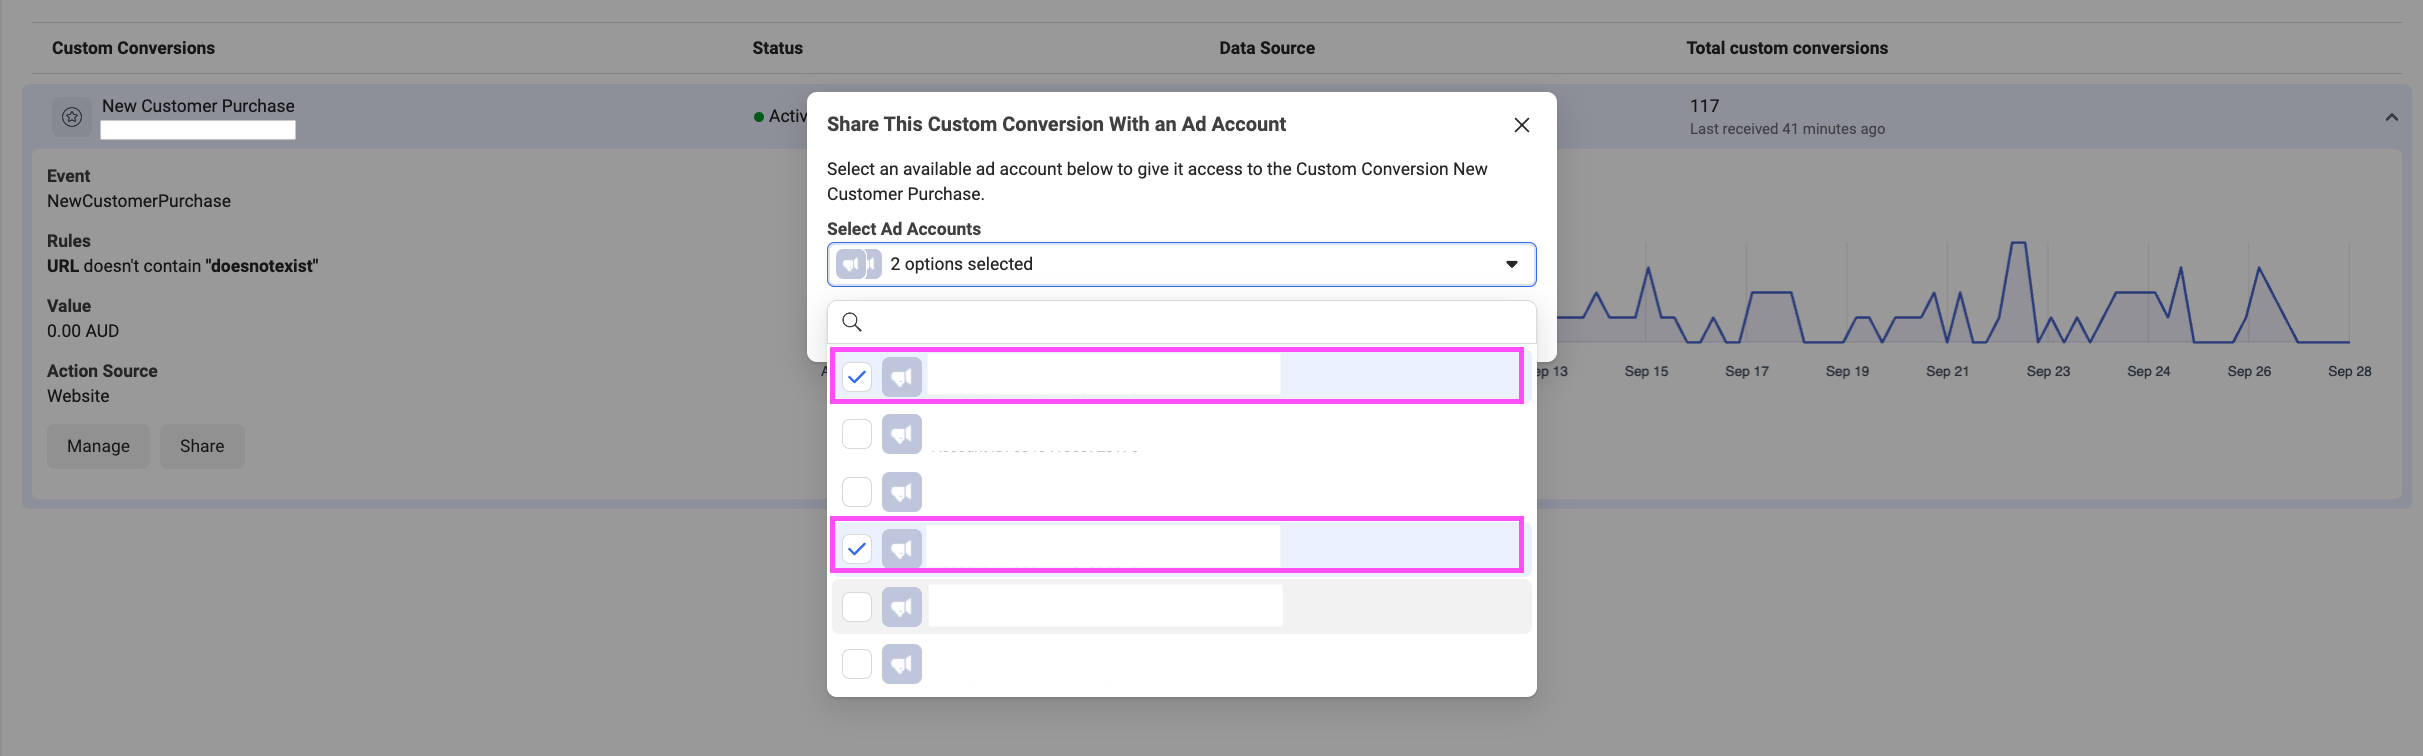 Custom Conversions
Status
Data Source
Total custom conversions
New Customer Purchase
Activ
117
Last received 41 minutes ago
Event
NewCustomerPurchase
Rules
URL doesn't contain "doesnotexist"
Value
0.00 AUD
Action Source
Website
Manage
Share
Share This Custom Conversion With an Ad Account
Select an available ad account below to give it access to the Custom Conversion New
Customer Purchase.
Select Ad Accounts
2 options selected
Sep 15
Sep 17
Sep 19
Sep 21
Sep 23
Sep 24
Sep 26
Sep 28